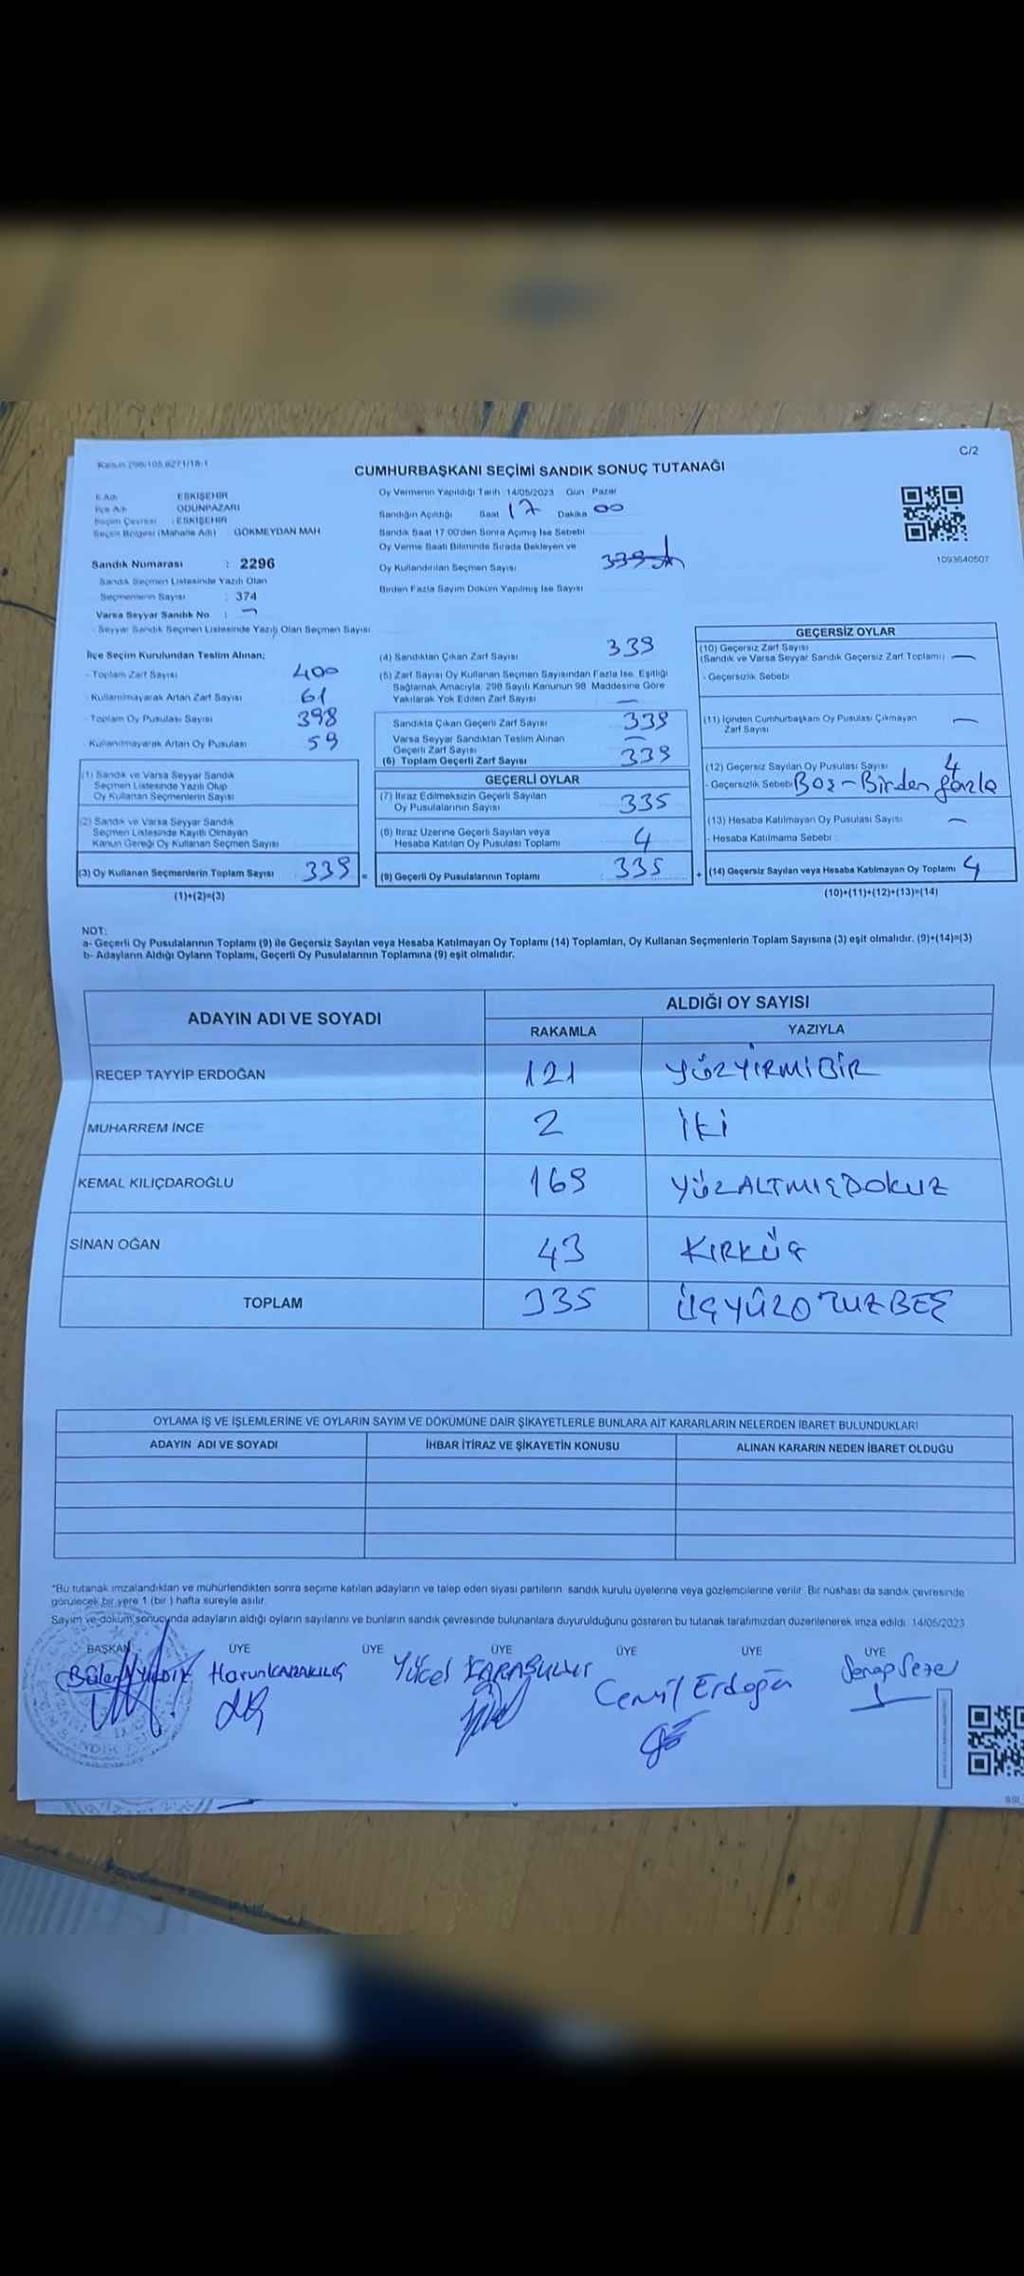 C/2
CUMHURBAŞKANI SEÇİMİ SANDIK SONUÇ TUTANAĞI
İl Adı : ESKİŞEHİR
İlçe Adı : ODUNPAZARI
Seçim Çevresi : ESKİŞEHİR
Seçim Bölgesi (Mahalle Adı) GÖKMEYDAN MAH
Sandık Numarası : 2296
Sandık Seçmen Listesinde Yazılı Olan
Seçmenlerin Sayısı : 374
Varsa Seyyar Sandık No : —
- Seyyar Sandık Seçmen Listesinde Yazılı Olan Seçmen Sayısı
Oy Vermenin Yapıldığı Tarih 14/05/2023 Gün Pazar
Sandığın Açıldığı Saat 17 Dakika 00
Sandık Saat 17 00'den Sonra Açımış İse Sebebi
Oy Verme Saati Bitiminde Sırada Bekleyen ve
Oy Kullandırılan Seçmen Sayısı
Birden Fazla Sayım Döküm Yapılmış İse Sayısı
1093640507
İlçe Seçim Kurulundan Teslim Alınan;
- Toplam Zarf Sayısı 400
- Kullanılmayarak Artan Zarf Sayısı 61
- Toplam Oy Pusulası Sayısı 398
- Kullanılmayarak Artan Oy Pusulası 59
(1) Sandık ve Varsa Seyyar Sandık
Seçmen Listesinde Yazılı Olup
Oy Kullanan Seçmenlerin Sayısı
(2) Sandık ve Varsa Seyyar Sandık
Seçmen Listesinde Kayıtlı Olmayan
Kanun Gereği Oy Kullanan Seçmen Sayısı
(3) Oy Kullanan Seçmenlerin Toplam Sayısı 339 =
(1)+(2)=(3)
(4) Sandıktan Çıkan Zarf Sayısı 339
(5) Zarf Sayısı Oy Kullanan Seçmen Sayısından Fazla İse, Eşitliği
Sağlamak Amacıyla, 298 Sayılı Kanunun 98. Maddesine Göre
Yakılarak Yok Edilen Zarf Sayısı —
Sandıkta Çıkan Geçerli Zarf Sayısı 339
Varsa Seyyar Sandıktan Teslim Alınan
Geçerli Zarf Sayısı —
(6) Toplam Geçerli Zarf Sayısı 339
GEÇERLİ OYLAR
(7) İtiraz Edilmeksizin Geçerli Sayılan
Oy Pusulalarının Sayısı 335
(8) İtiraz Üzerine Geçerli Sayılan veya
Hesaba Katılan Oy Pusulası Toplamı 4
(9) Geçerli Oy Pusulalarının Toplamı 335 +
GEÇERSİZ OYLAR
(10) Geçersiz Zarf Sayısı
(Sandık ve Varsa Seyyar Sandık Geçersiz Zarf Toplamı) —
- Geçersizlik Sebebi
(11) İçinden Cumhurbaşkanı Oy Pusulası Çıkmayan
Zarf Sayısı —
(12) Geçersiz Sayılan Oy Pusulası Sayısı 4
- Geçersizlik Sebebi Boş - Birden fazla
(13) Hesaba Katılmayan Oy Pusulası Sayısı —
- Hesaba Katılmama Sebebi
(14) Geçersiz Sayılan veya Hesaba Katılmayan Oy Toplamı 4
(10)+(11)+(12)+(13)=(14)
NOT:
a- Geçerli Oy Pusulalarının Toplamı (9) ile Geçersiz Sayılan veya Hesaba Katılmayan Oy Toplamı (14) Toplamları, Oy Kullanan Seçmenlerin Toplam Sayısına (3) eşit olmalıdır. (9)+(14)=(3)
b- Adayların Aldığı Oyların Toplamı, Geçerli Oy Pusulalarının Toplamına (9) eşit olmalıdır.
ADAYIN ADI VE SOYADI ALDIĞI OY SAYISI
RAKAMLA YAZIYLA
RECEP TAYYİP ERDOĞAN 121 YÜZYİRMİBİR
MUHARREM İNCE 2 İKİ
KEMAL KILIÇDAROĞLU 169 YÜZALTMIŞDOKUZ
SİNAN OĞAN 43 KIRKÜÇ
TOPLAM 335 ÜÇYÜZOTUZBEŞ
OYLAMA İŞ VE İŞLEMLERİNE VE OYLARIN SAYIM VE DÖKÜMÜNE DAİR ŞİKAYETLERLE BUNLARA AİT KARARLARIN NELERDEN İBARET BULUNDUKLARI
ADAYIN ADI VE SOYADI İHBAR İTİRAZ VE ŞİKAYETİN KONUSU ALINAN KARARIN NEDEN İBARET OLDUĞU
*Bu tutanak imzalandıktan ve mühürlendikten sonra seçime katılan adayların ve talep eden siyasi partilerin sandık kurulu üyelerine veya gözlemcilerine verilir. Bir nüshası da sandık çevresinde
görülecek bir yere 1 (bir) hafta süreyle asılır.
Sayım ve döküm sonucunda adayların aldığı oyların sayılarını ve bunların sandık çevresinde bulunanlara duyurulduğunu gösteren bu tutanak tarafımızdan düzenlenerek imza edildi 14/05/2023
BAŞKAN ÜYE ÜYE ÜYE ÜYE ÜYE ÜYE
Harun KARAKILIÇ Yücel KARABULUT Cemil Erdoğan